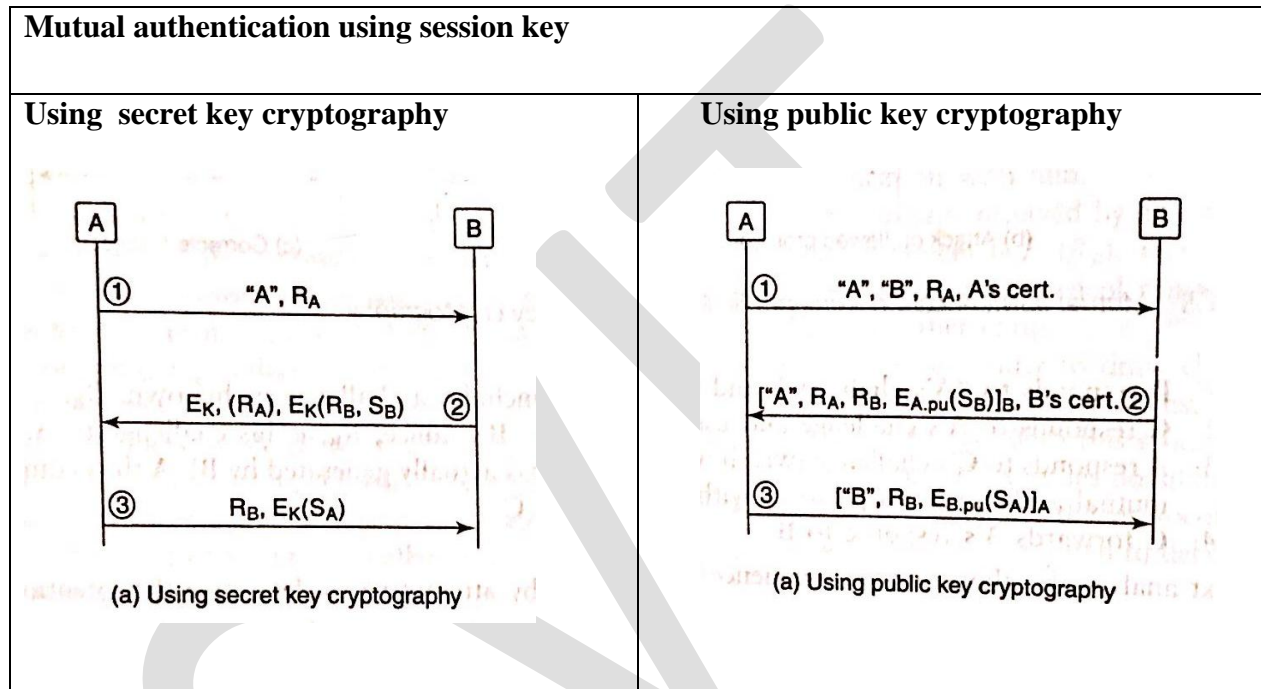 Mutual authentication using session key
Using secret key cryptography
A
B
① "A", R_A
E_K, (R_A), E_K(R_B, S_B) ②
③ R_B, E_K(S_A)
(a) Using secret key cryptography
Using public key cryptography
A
B
① "A", "B", R_A, A's cert.
["A", R_A, R_B, E_A.pu(S_B)]_B, B's cert. ②
③ ["B", R_B, E_B.pu(S_A)]_A
(a) Using public key cryptography